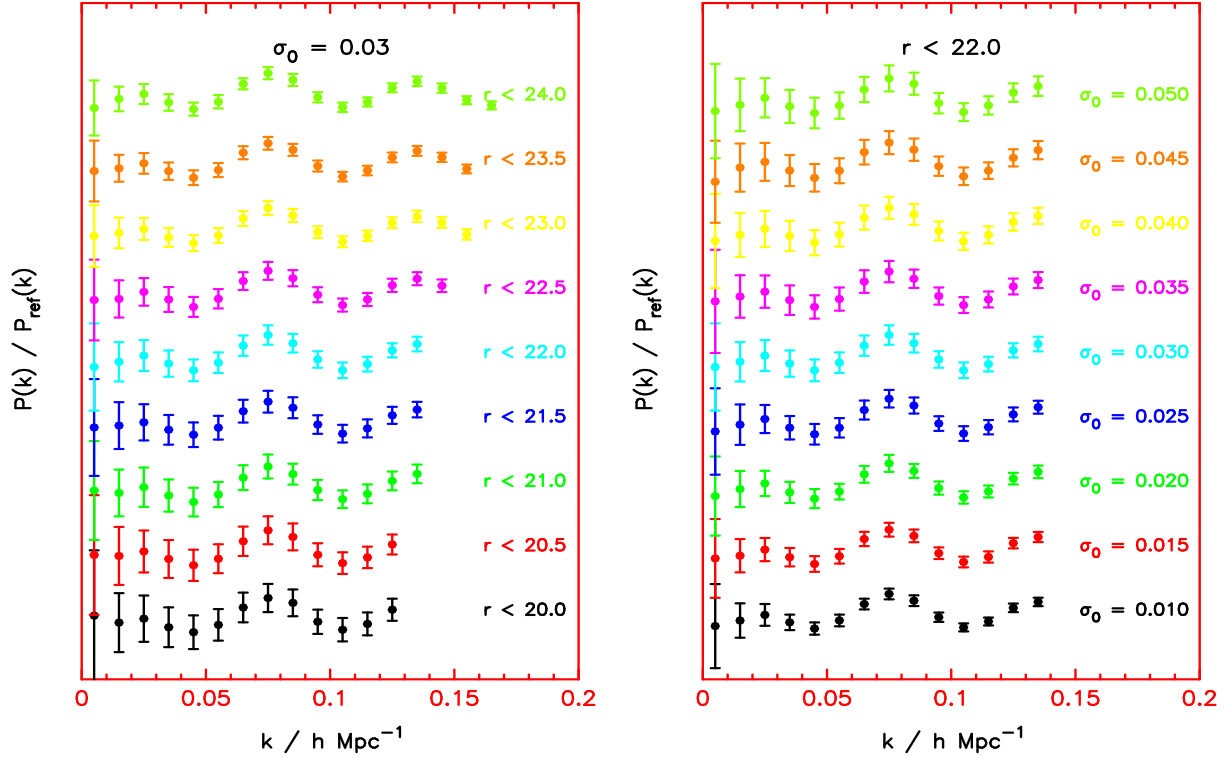 σ₀ = 0.03
r < 24.0
r < 23.5
r < 23.0
r < 22.5
r < 22.0
r < 21.5
r < 21.0
r < 20.5
r < 20.0
P(k) / P_ref(k)
0 0.05 0.1 0.15 0.2
k / h Mpc⁻¹
r < 22.0
σ₀ = 0.050
σ₀ = 0.045
σ₀ = 0.040
σ₀ = 0.035
σ₀ = 0.030
σ₀ = 0.025
σ₀ = 0.020
σ₀ = 0.015
σ₀ = 0.010
P(k) / P_ref(k)
0 0.05 0.1 0.15 0.2
k / h Mpc⁻¹